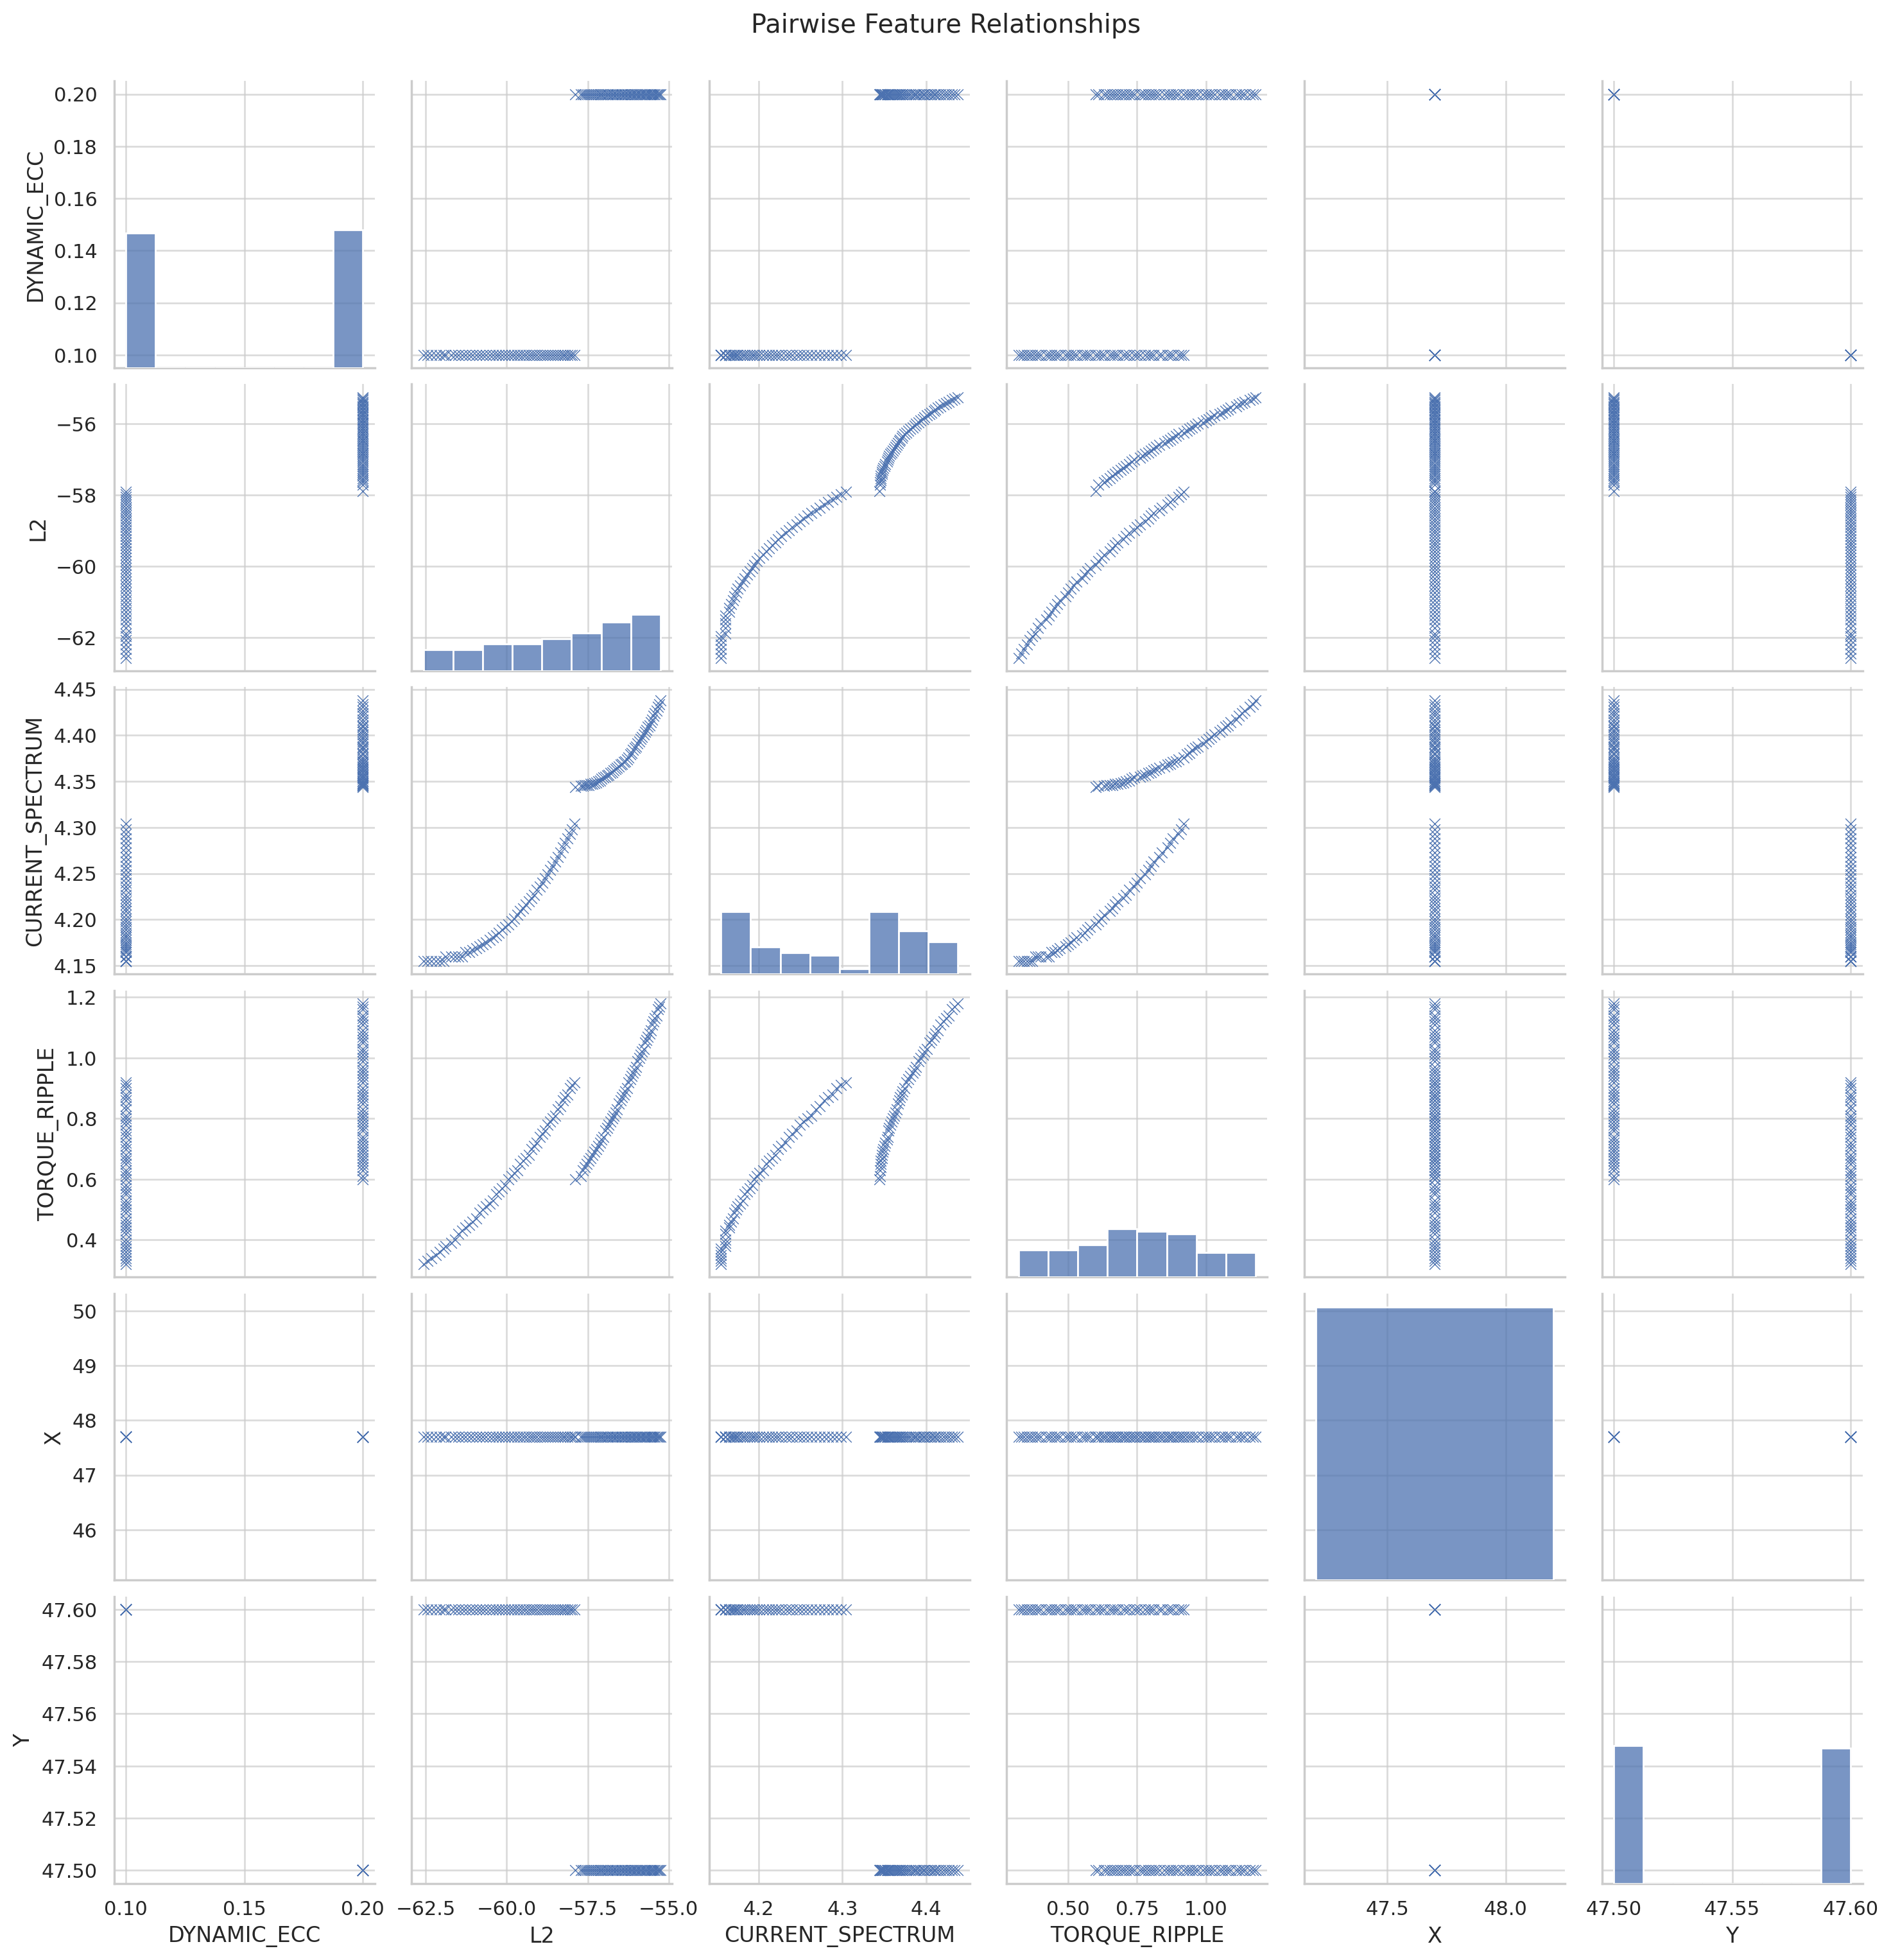 Pairwise Feature Relationships
0.20
0.18
0.16
0.14
0.12
0.10
DYNAMIC_ECC
−56
−58
−60
−62
L2
4.45
4.40
4.35
4.30
4.25
4.20
4.15
CURRENT_SPECTRUM
1.2
1.0
0.8
0.6
0.4
TORQUE_RIPPLE
50
49
48
47
46
X
47.60
47.58
47.56
47.54
47.52
47.50
Y
0.10 0.15 0.20
DYNAMIC_ECC
−62.5 −60.0 −57.5 −55.0
L2
4.2 4.3 4.4
CURRENT_SPECTRUM
0.50 0.75 1.00
TORQUE_RIPPLE
47.5 48.0
X
47.50 47.55 47.60
Y